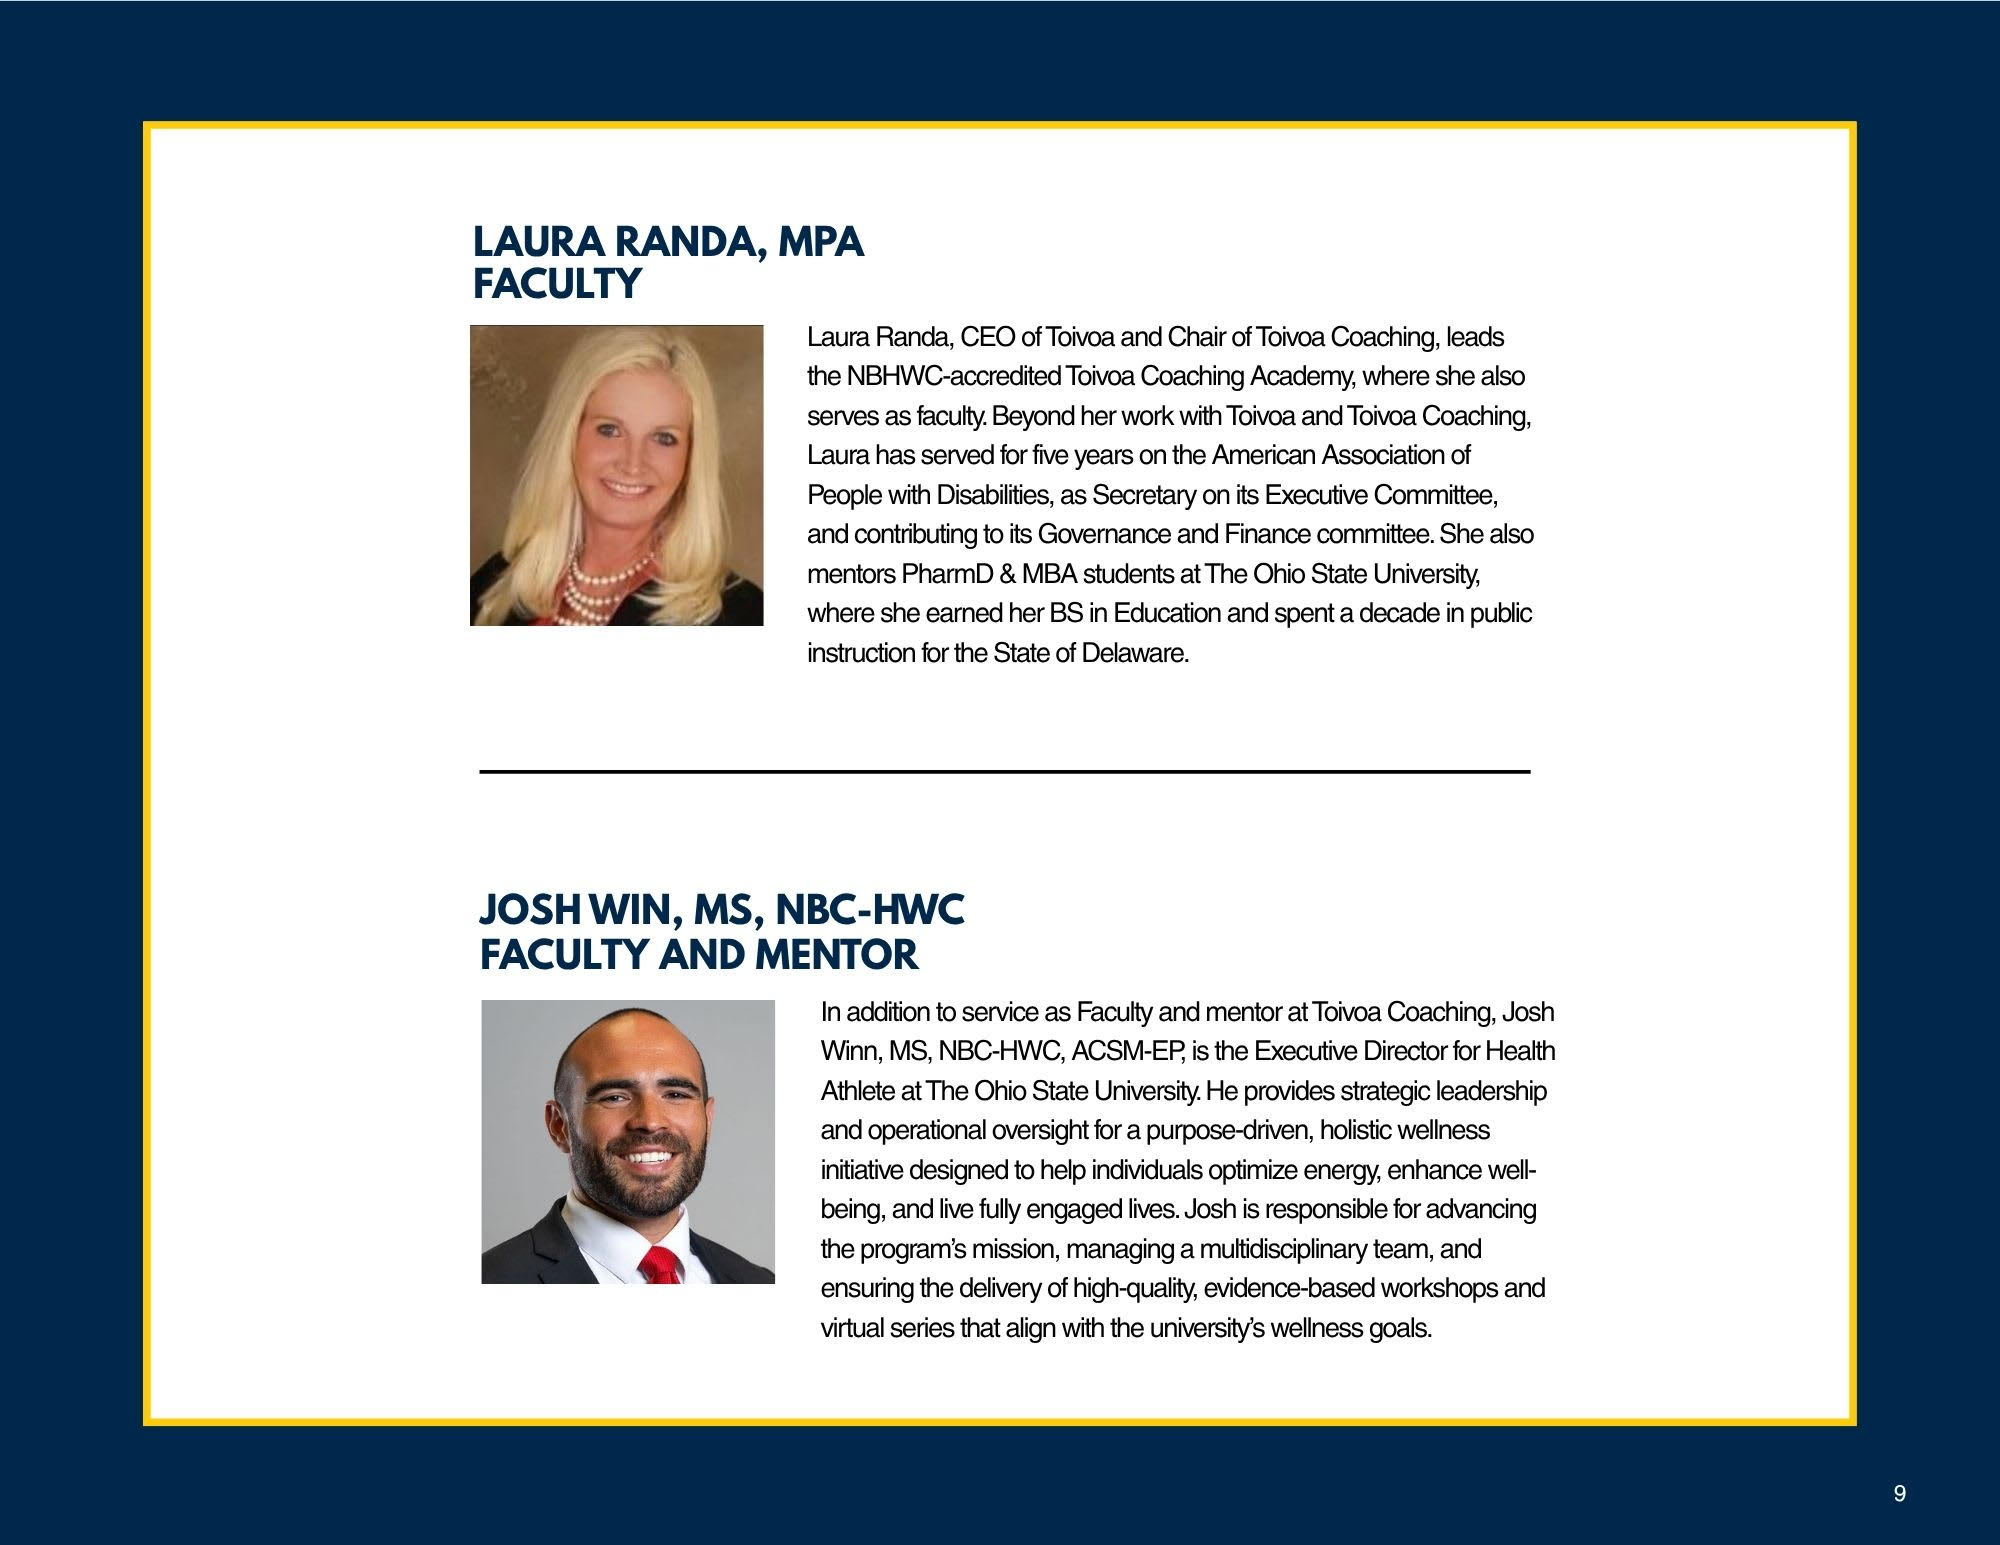 LAURA RANDA, MPA
FACULTY
Laura Randa, CEO of Toivoa and Chair of Toivoa Coaching, leads
the NBHWC-accredited Toivoa Coaching Academy, where she also
serves as faculty. Beyond her work with Toivoa and Toivoa Coaching,
Laura has served for five years on the American Association of
People with Disabilities, as Secretary on its Executive Committee,
and contributing to its Governance and Finance committee. She also
mentors PharmD & MBA students at The Ohio State University,
where she earned her BS in Education and spent a decade in public
instruction for the State of Delaware.
JOSH WIN, MS, NBC-HWC
FACULTY AND MENTOR
In addition to service as Faculty and mentor at Toivoa Coaching, Josh
Winn, MS, NBC-HWC, ACSM-EP, is the Executive Director for Health
Athlete at The Ohio State University. He provides strategic leadership
and operational oversight for a purpose-driven, holistic wellness
initiative designed to help individuals optimize energy, enhance well-
being, and live fully engaged lives. Josh is responsible for advancing
the program’s mission, managing a multidisciplinary team, and
ensuring the delivery of high-quality, evidence-based workshops and
virtual series that align with the university’s wellness goals.
9